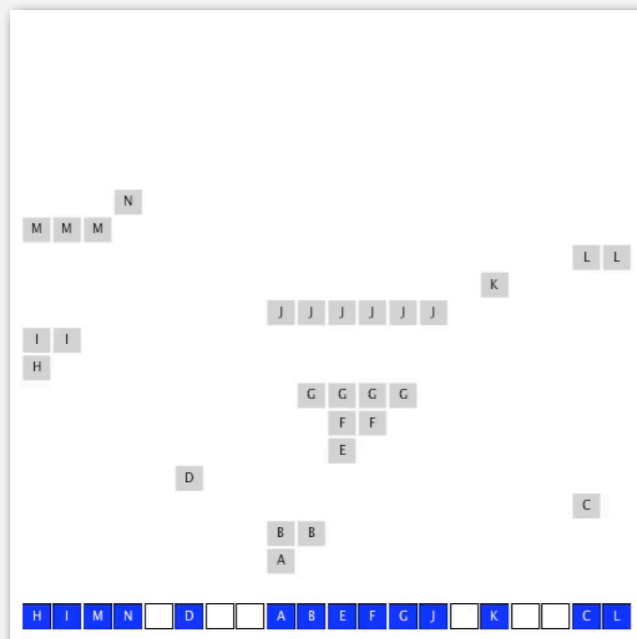 N
M M M
L L
K
J J J J J J
I I
H
G G G G
F F
E
D
C
B B
A
H I M N D A B E F G J K C L